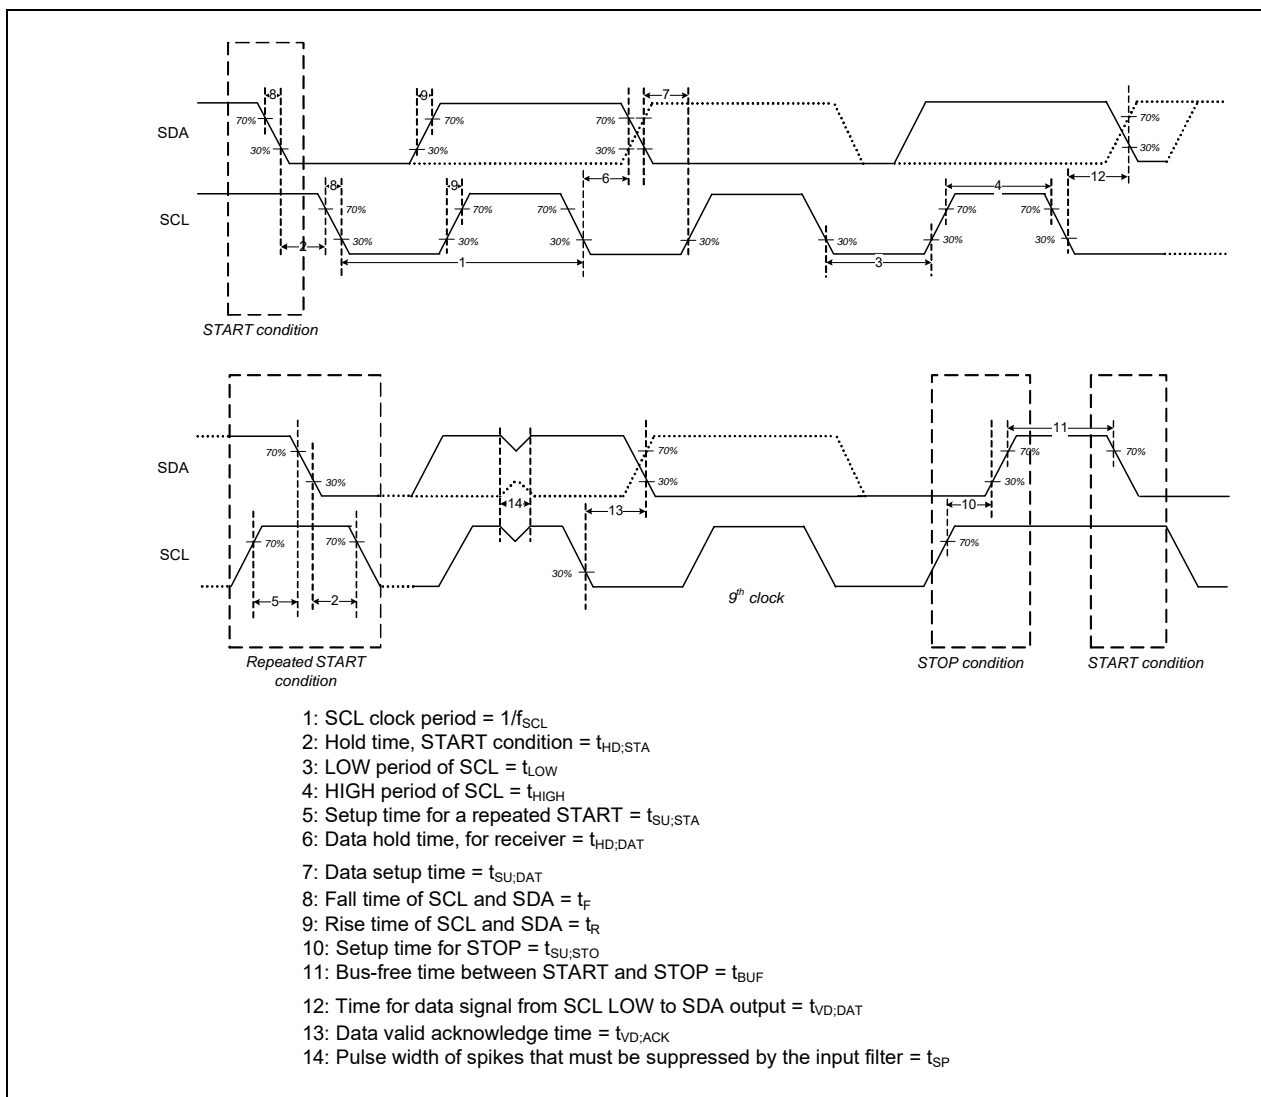 8 9 7
SDA 70% 30% 70% 30% 70% 30% 70% 30%
8 9 6 4 12
SCL 70% 30% 70% 30% 70% 30% 30% 30% 70% 30% 70% 30%
2 1 3
START condition
11
SDA 70% 30% 70% 30% 70% 30% 70%
14 13 10
SCL 70% 70% 30% 70%
5 2 9th clock
Repeated START
condition
STOP condition
START condition
1: SCL clock period = 1/fSCL
2: Hold time, START condition = tHD;STA
3: LOW period of SCL = tLOW
4: HIGH period of SCL = tHIGH
5: Setup time for a repeated START = tSU;STA
6: Data hold time, for receiver = tHD;DAT
7: Data setup time = tSU;DAT
8: Fall time of SCL and SDA = tF
9: Rise time of SCL and SDA = tR
10: Setup time for STOP = tSU;STO
11: Bus-free time between START and STOP = tBUF
12: Time for data signal from SCL LOW to SDA output = tVD;DAT
13: Data valid acknowledge time = tVD;ACK
14: Pulse width of spikes that must be suppressed by the input filter = tSP